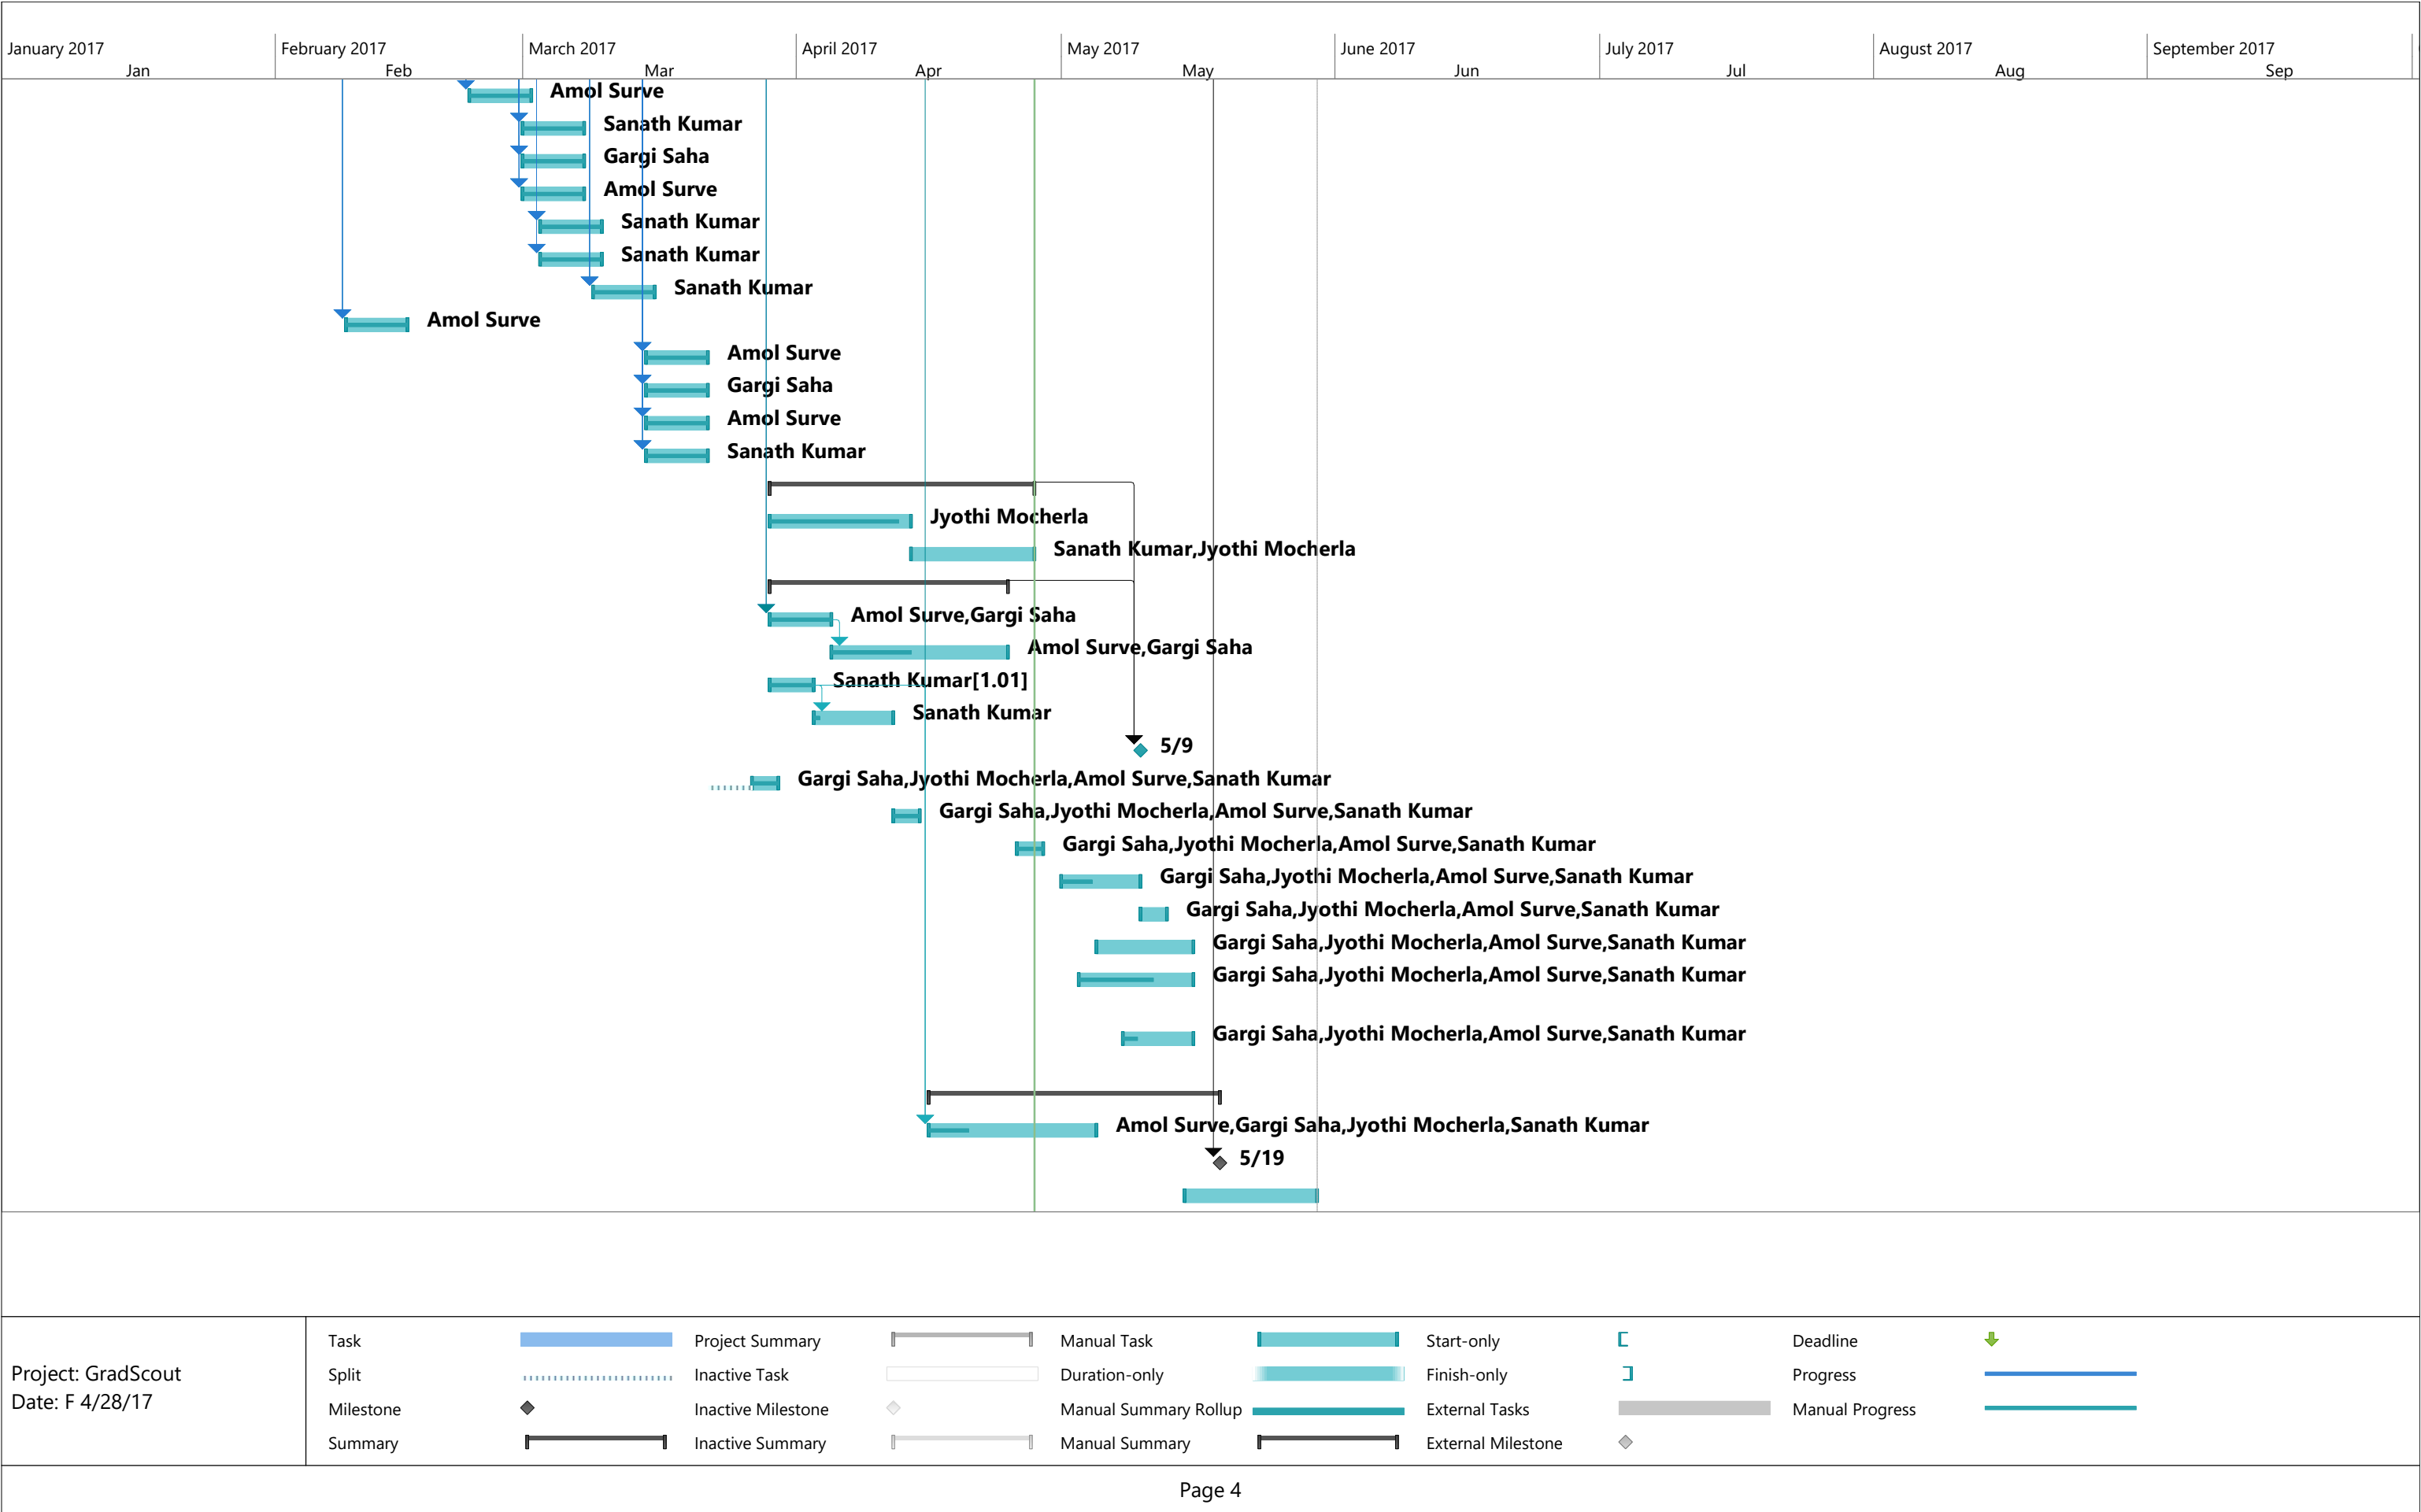 January 2017 February 2017 March 2017 April 2017 May 2017 June 2017 July 2017 August 2017 September 2017
Jan Feb Mar Apr May Jun Jul Aug Sep
Amol Surve
Sanath Kumar
Gargi Saha
Amol Surve
Sanath Kumar
Sanath Kumar
Sanath Kumar
Amol Surve
Amol Surve
Gargi Saha
Amol Surve
Sanath Kumar
Jyothi Mocherla
Sanath Kumar,Jyothi Mocherla
Amol Surve,Gargi Saha
Amol Surve,Gargi Saha
Sanath Kumar[1.01]
Sanath Kumar
5/9
Gargi Saha,Jyothi Mocherla,Amol Surve,Sanath Kumar
Gargi Saha,Jyothi Mocherla,Amol Surve,Sanath Kumar
Gargi Saha,Jyothi Mocherla,Amol Surve,Sanath Kumar
Gargi Saha,Jyothi Mocherla,Amol Surve,Sanath Kumar
Gargi Saha,Jyothi Mocherla,Amol Surve,Sanath Kumar
Gargi Saha,Jyothi Mocherla,Amol Surve,Sanath Kumar
Gargi Saha,Jyothi Mocherla,Amol Surve,Sanath Kumar
Gargi Saha,Jyothi Mocherla,Amol Surve,Sanath Kumar
Amol Surve,Gargi Saha,Jyothi Mocherla,Sanath Kumar
5/19
Project: GradScout
Date: F 4/28/17
Task Project Summary Manual Task Start-only Deadline
Split Inactive Task Duration-only Finish-only Progress
Milestone Inactive Milestone Manual Summary Rollup External Tasks Manual Progress
Summary Inactive Summary Manual Summary External Milestone
Page 4